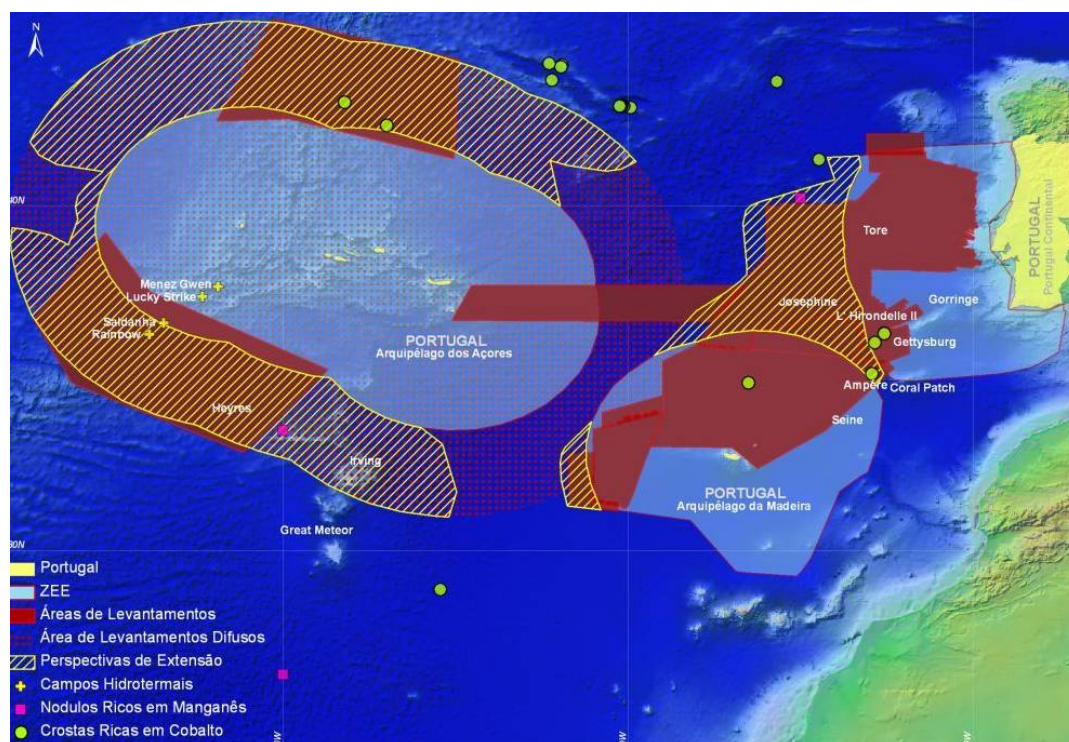 N
40N
Tore
PORTUGAL
Portugal Continental
Menez Gwen
Lucky Strike
Josephine
Gorringe
L' Hirondelle II
Saldanha
Rainbow
PORTUGAL
Arquipélago dos Açores
Gettysburg
Ampère
Coral Patch
Heyres
Seine
Irving
PORTUGAL
Arquipélago da Madeira
Great Meteor
30N
Portugal
ZEE
Áreas de Levantamentos
Área de Levantamentos Difusos
Perspectivas de Extensão
Campos Hidrotermais
Nodulos Ricos em Manganês
Crostas Ricas em Cobalto